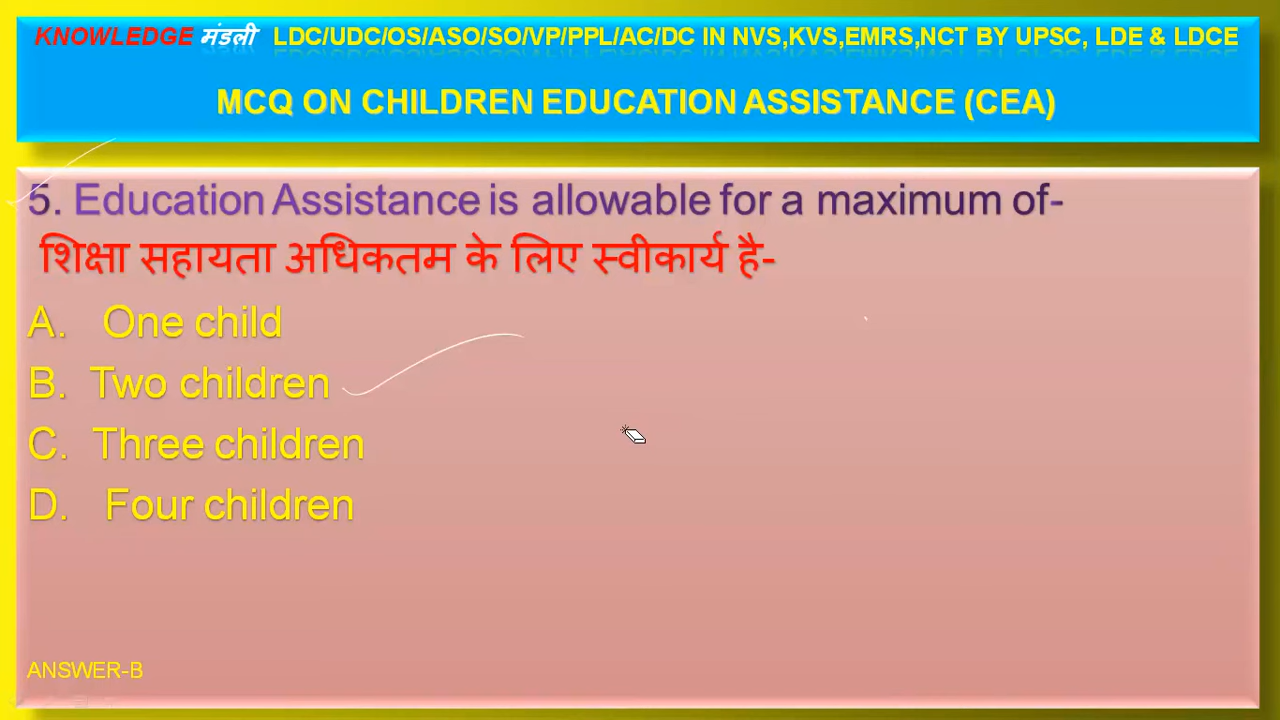 KNOWLEDGE मंडली LDC/UDC/OS/ASO/SO/VP/PPL/AC/DC IN NVS,KVS,EMRS,NCT BY UPSC, LDE & LDCE
MCQ ON CHILDREN EDUCATION ASSISTANCE (CEA)
5. Education Assistance is allowable for a maximum of-
शिक्षा सहायता अधिकतम के लिए स्वीकार्य है-
A. One child
B. Two children
C. Three children
D. Four children
ANSWER-B